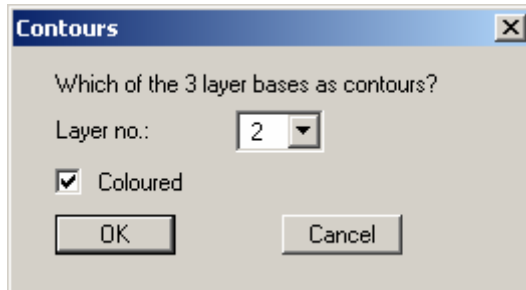 Contours
Which of the 3 layer bases as contours?
Layer no.: 2
Coloured
OK Cancel